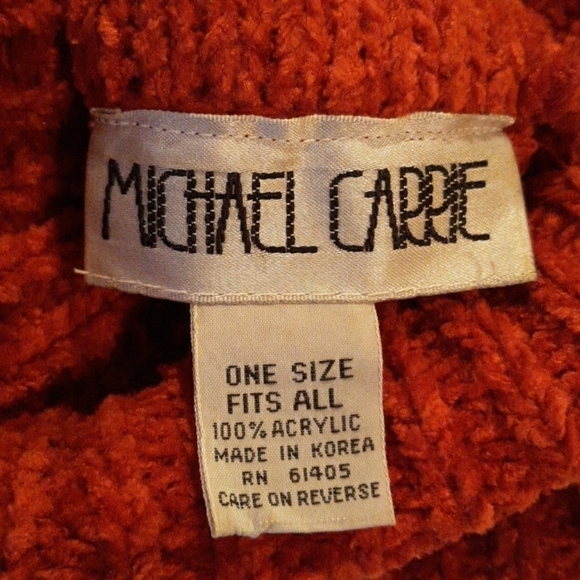 MICHAEL CARRIE
ONE SIZE
FITS ALL
100% ACRYLIC
MADE IN KOREA
RN 61405
CARE ON REVERSE